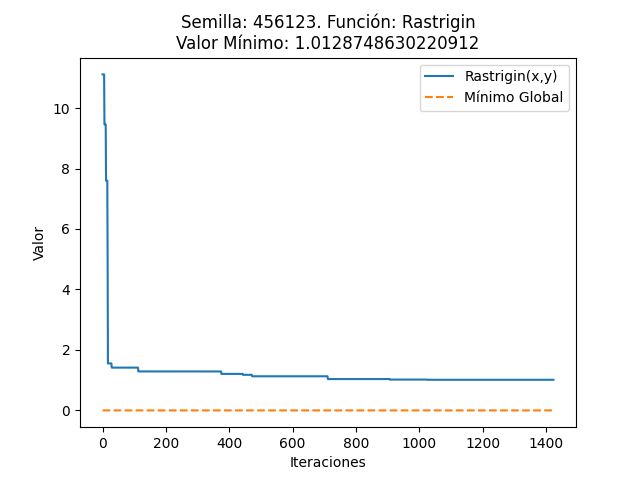 Semilla: 456123. Función: Rastrigin
Valor Mínimo: 1.0128748630220912
Rastrigin(x,y)
Mínimo Global
Valor
10
8
6
4
2
0
0 200 400 600 800 1000 1200 1400
Iteraciones